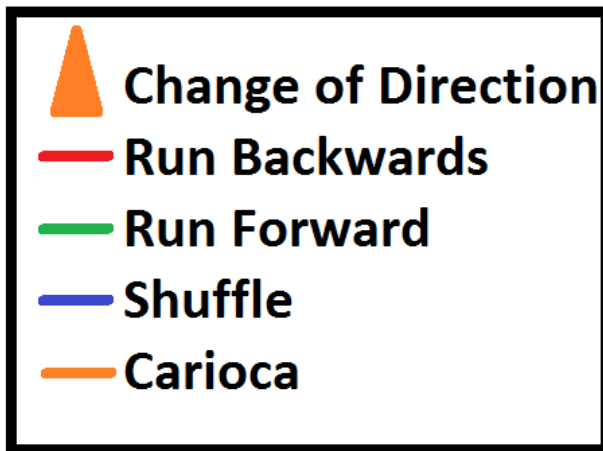 Change of Direction
Run Backwards
Run Forward
Shuffle
Carioca